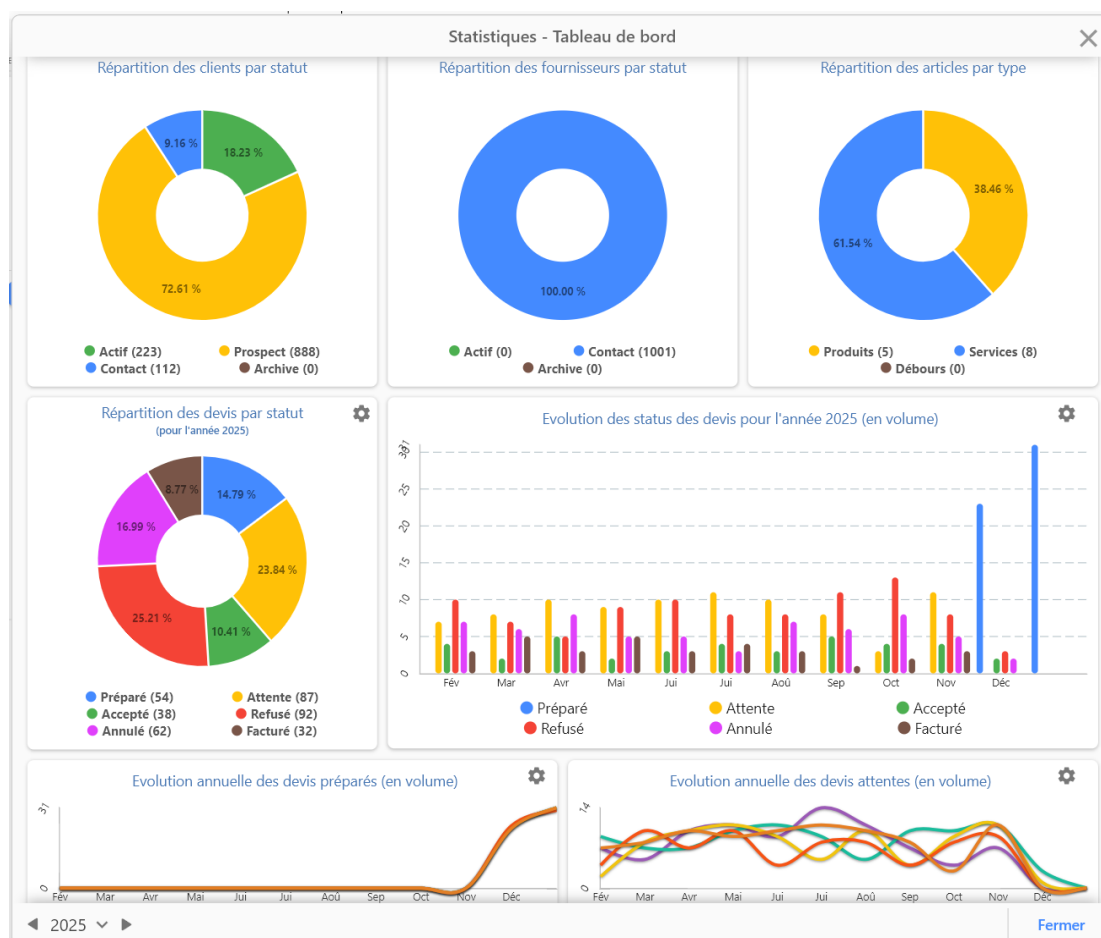 Statistiques - Tableau de bord
Répartition des clients par statut
9.16 %
18.23 %
72.61 %
Actif (223)
Prospect (888)
Contact (112)
Archive (0)
Répartition des fournisseurs par statut
100.00 %
Actif (0)
Contact (1001)
Archive (0)
Répartition des articles par type
38.46 %
61.54 %
Produits (5)
Services (8)
Débours (0)
Répartition des devis par statut
(pour l'année 2025)
8.77 %
14.79 %
16.99 %
23.84 %
25.21 %
10.41 %
Préparé (54)
Attente (87)
Accepté (38)
Refusé (92)
Annulé (62)
Facturé (32)
Evolution des status des devis pour l'année 2025 (en volume)
31
30
25
20
15
10
5
0
Fév Mar Avr Mai Jui Jui Aoû Sep Oct Nov Déc
Préparé
Attente
Accepté
Refusé
Annulé
Facturé
Evolution annuelle des devis préparés (en volume)
31
0
Fév Mar Avr Mai Jui Jui Aoû Sep Oct Nov Déc
Evolution annuelle des devis attentes (en volume)
14
0
Fév Mar Avr Mai Jui Jui Aoû Sep Oct Nov Déc
2025
Fermer